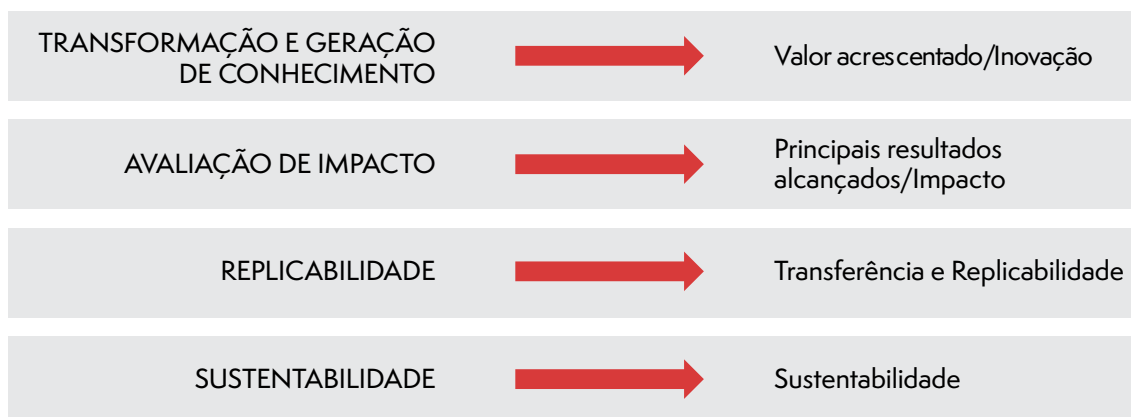 TRANSFORMAÇÃO E GERAÇÃO
DE CONHECIMENTO
Valor acrescentado/Inovação
AVALIAÇÃO DE IMPACTO
Principais resultados
alcançados/Impacto
REPLICABILIDADE
Transferência e Replicabilidade
SUSTENTABILIDADE
Sustentabilidade